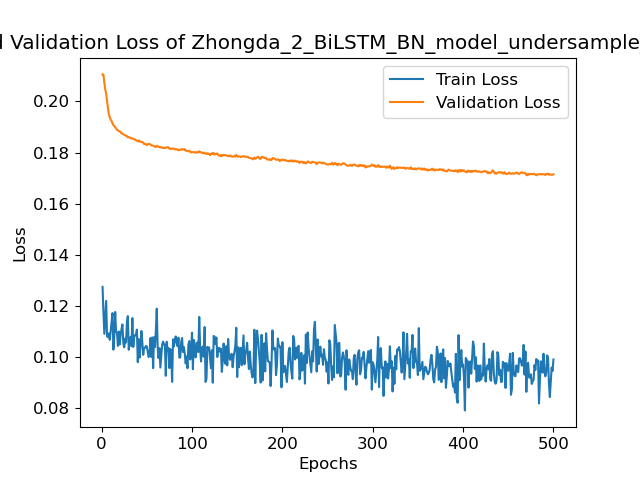 Validation Loss of Zhongda_2_BiLSTM_BN_model_undersample
Train Loss
Validation Loss
0.20
0.18
0.16
0.14
0.12
0.10
0.08
Loss
0
100
200
300
400
500
Epochs